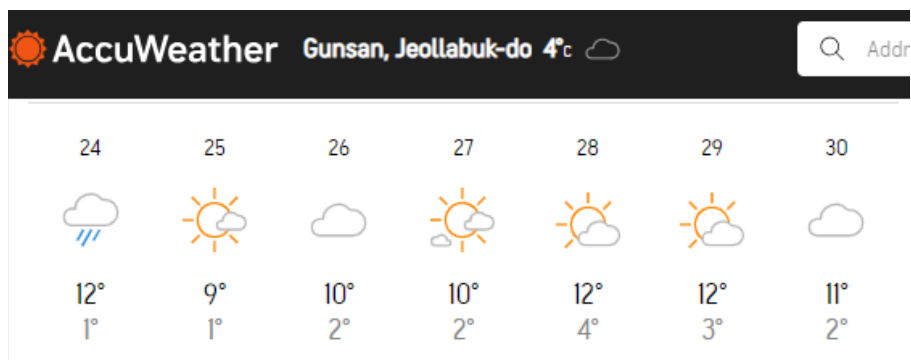 AccuWeather Gunsan, Jeollabuk-do 4°c Addr
24 25 26 27 28 29 30
12° 9° 10° 10° 12° 12° 11°
1° 1° 2° 2° 4° 3° 2°